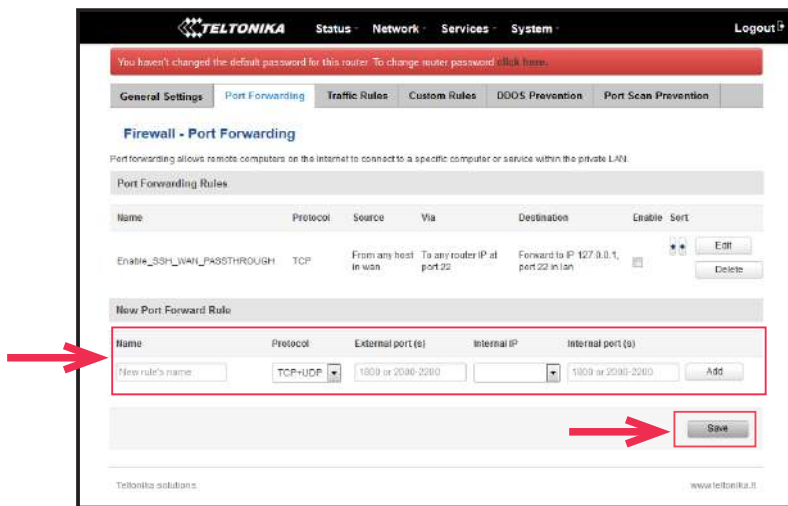 TELTONIKA Status Network Services System Logout
You haven't changed the default password for this router. To change router password click here.
General Settings Port Forwarding Traffic Rules Custom Rules DDOS Prevention Port Scan Prevention
Firewall - Port Forwarding
Port forwarding allows remote computers on the Internet to connect to a specific computer or service within the private LAN.
Port Forwarding Rules
Name Protocol Source Via Destination Enable Sort
Enable_SSH_WAN_PASSTHROUGH TCP From any host in wan To any router IP at port 22 Forward to IP 127.0.0.1, port 22 in lan Edit
Delete
New Port Forward Rule
Name Protocol External port (s) Internal IP Internal port (s)
New rule's name TCP+UDP 1000 or 2000-2200 1000 or 2000-2200 Add
Save
Teltonika solutions www.teltonika.lt